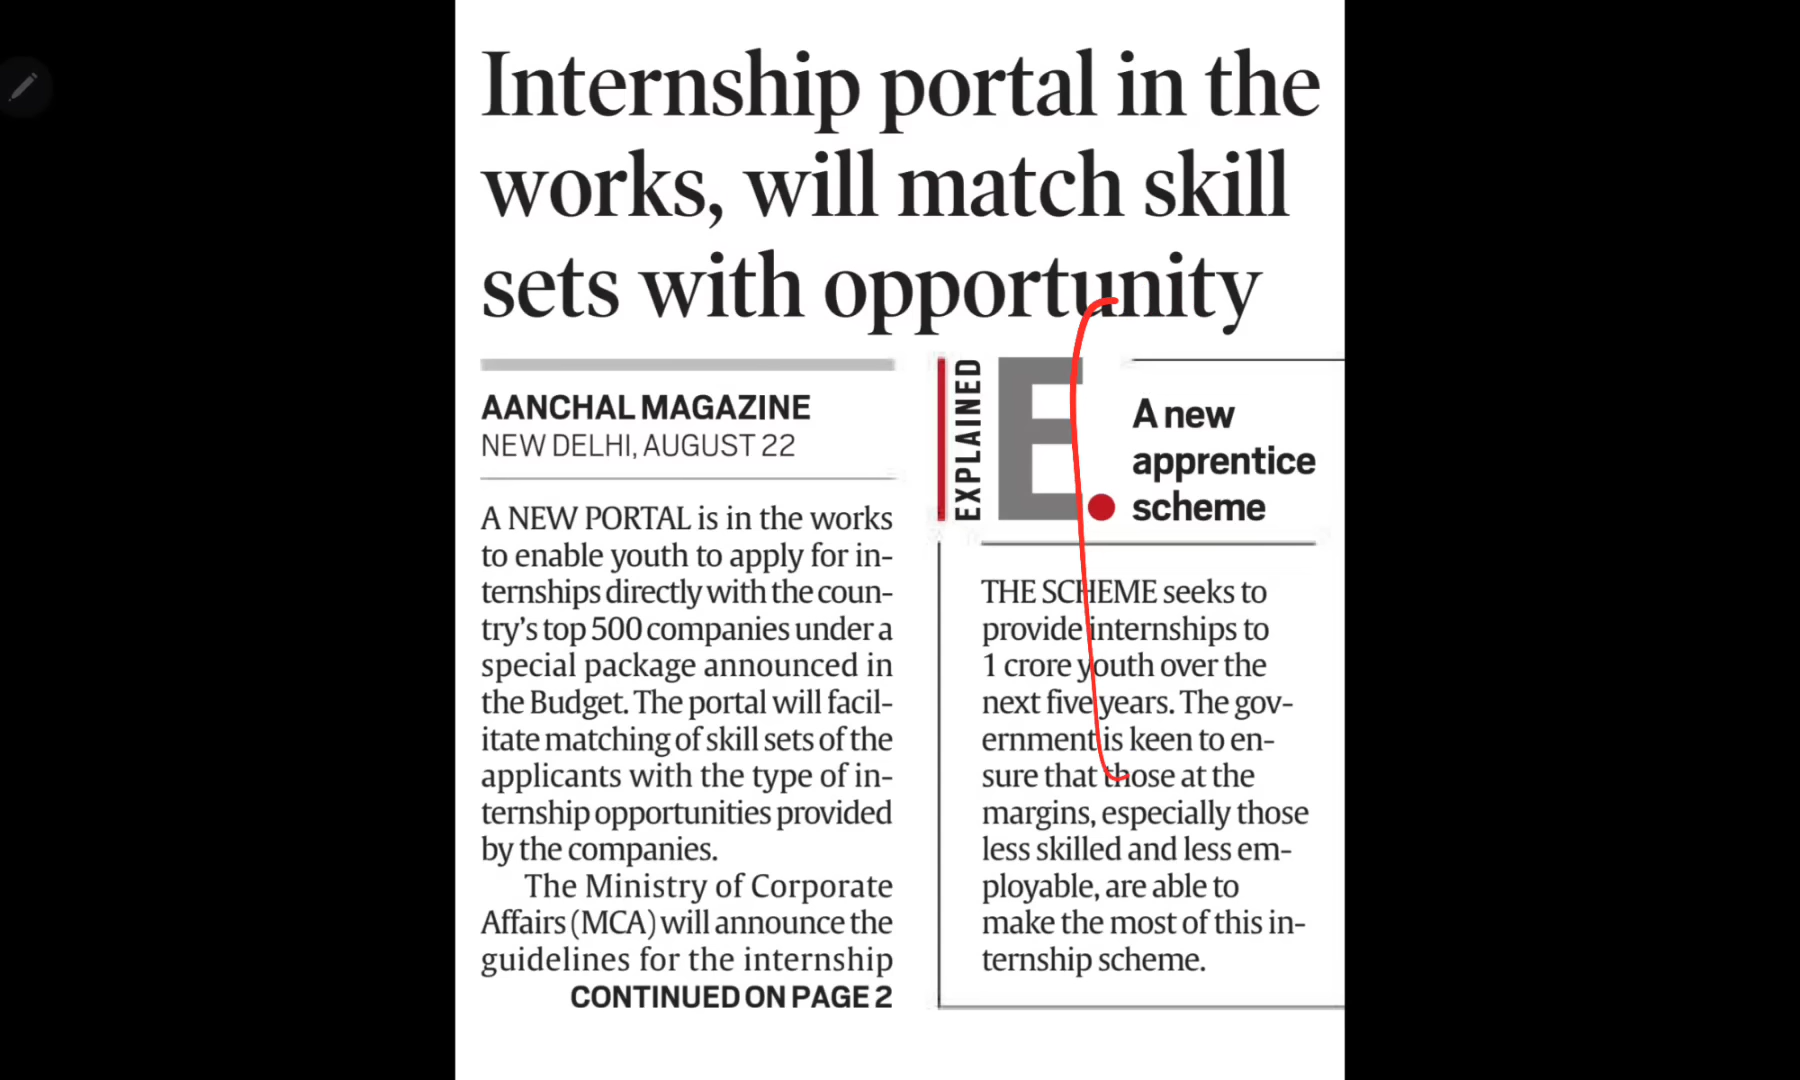 Internship portal in the
works, will match skill
sets with opportunity
AANCHAL MAGAZINE
NEW DELHI, AUGUST 22
A NEW PORTAL is in the works
to enable youth to apply for in-
ternships directly with the coun-
try's top 500 companies under a
special package announced in
the Budget. The portal will facil-
itate matching of skill sets of the
applicants with the type of in-
ternship opportunities provided
by the companies.
The Ministry of Corporate
Affairs (MCA) will announce the
guidelines for the internship
CONTINUED ON PAGE 2
EXPLAINED
E.
A new
apprentice
scheme
THE SCHEME seeks to
provide internships to
1 crore youth over the
next five years. The gov-
ernment is keen to en-
sure that those at the
margins, especially those
less skilled and less em-
ployable, are able to
make the most of this in-
ternship scheme.